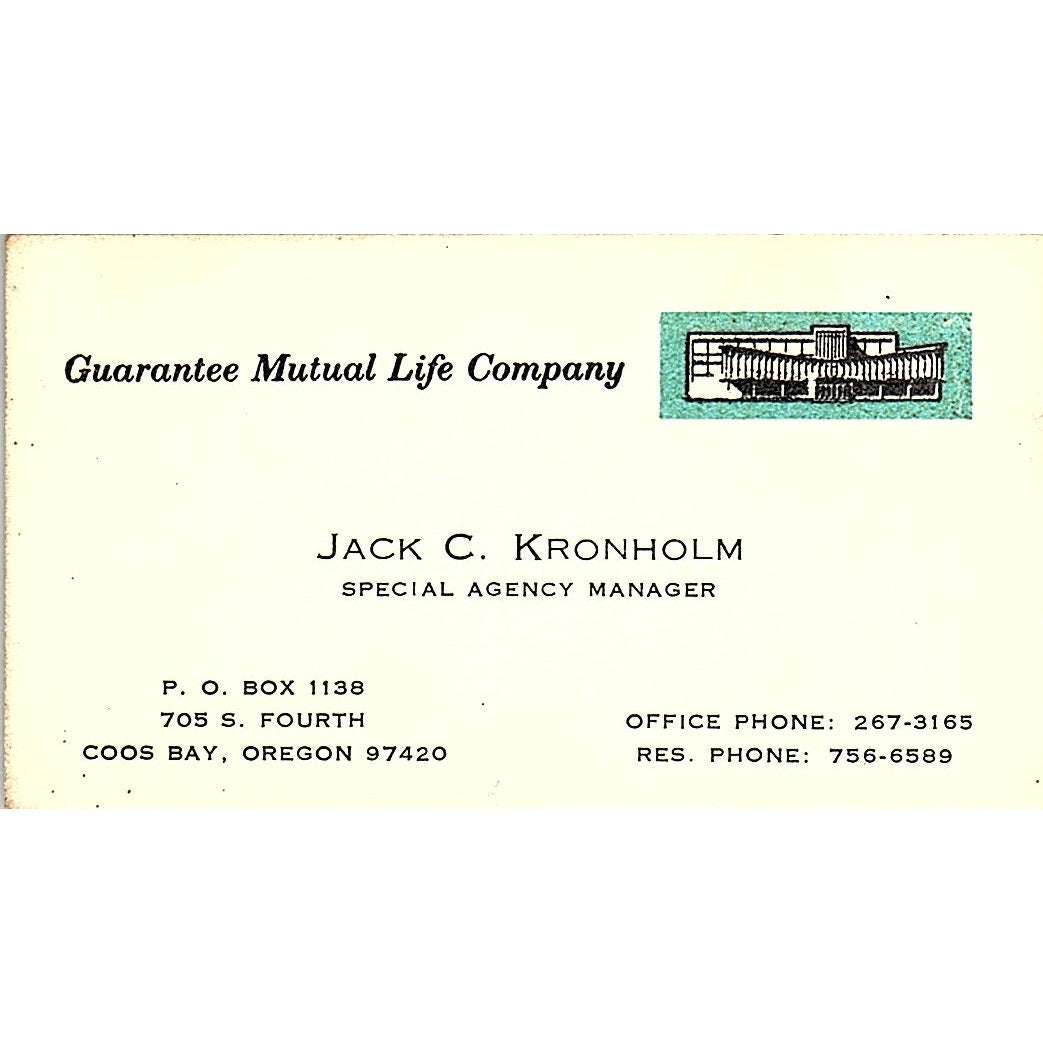 Guarantee Mutual Life Company
JACK C. KRONHOLM
SPECIAL AGENCY MANAGER
P. O. BOX 1138
705 S. FOURTH
COOS BAY, OREGON 97420
OFFICE PHONE: 267-3165
RES. PHONE: 756-6589